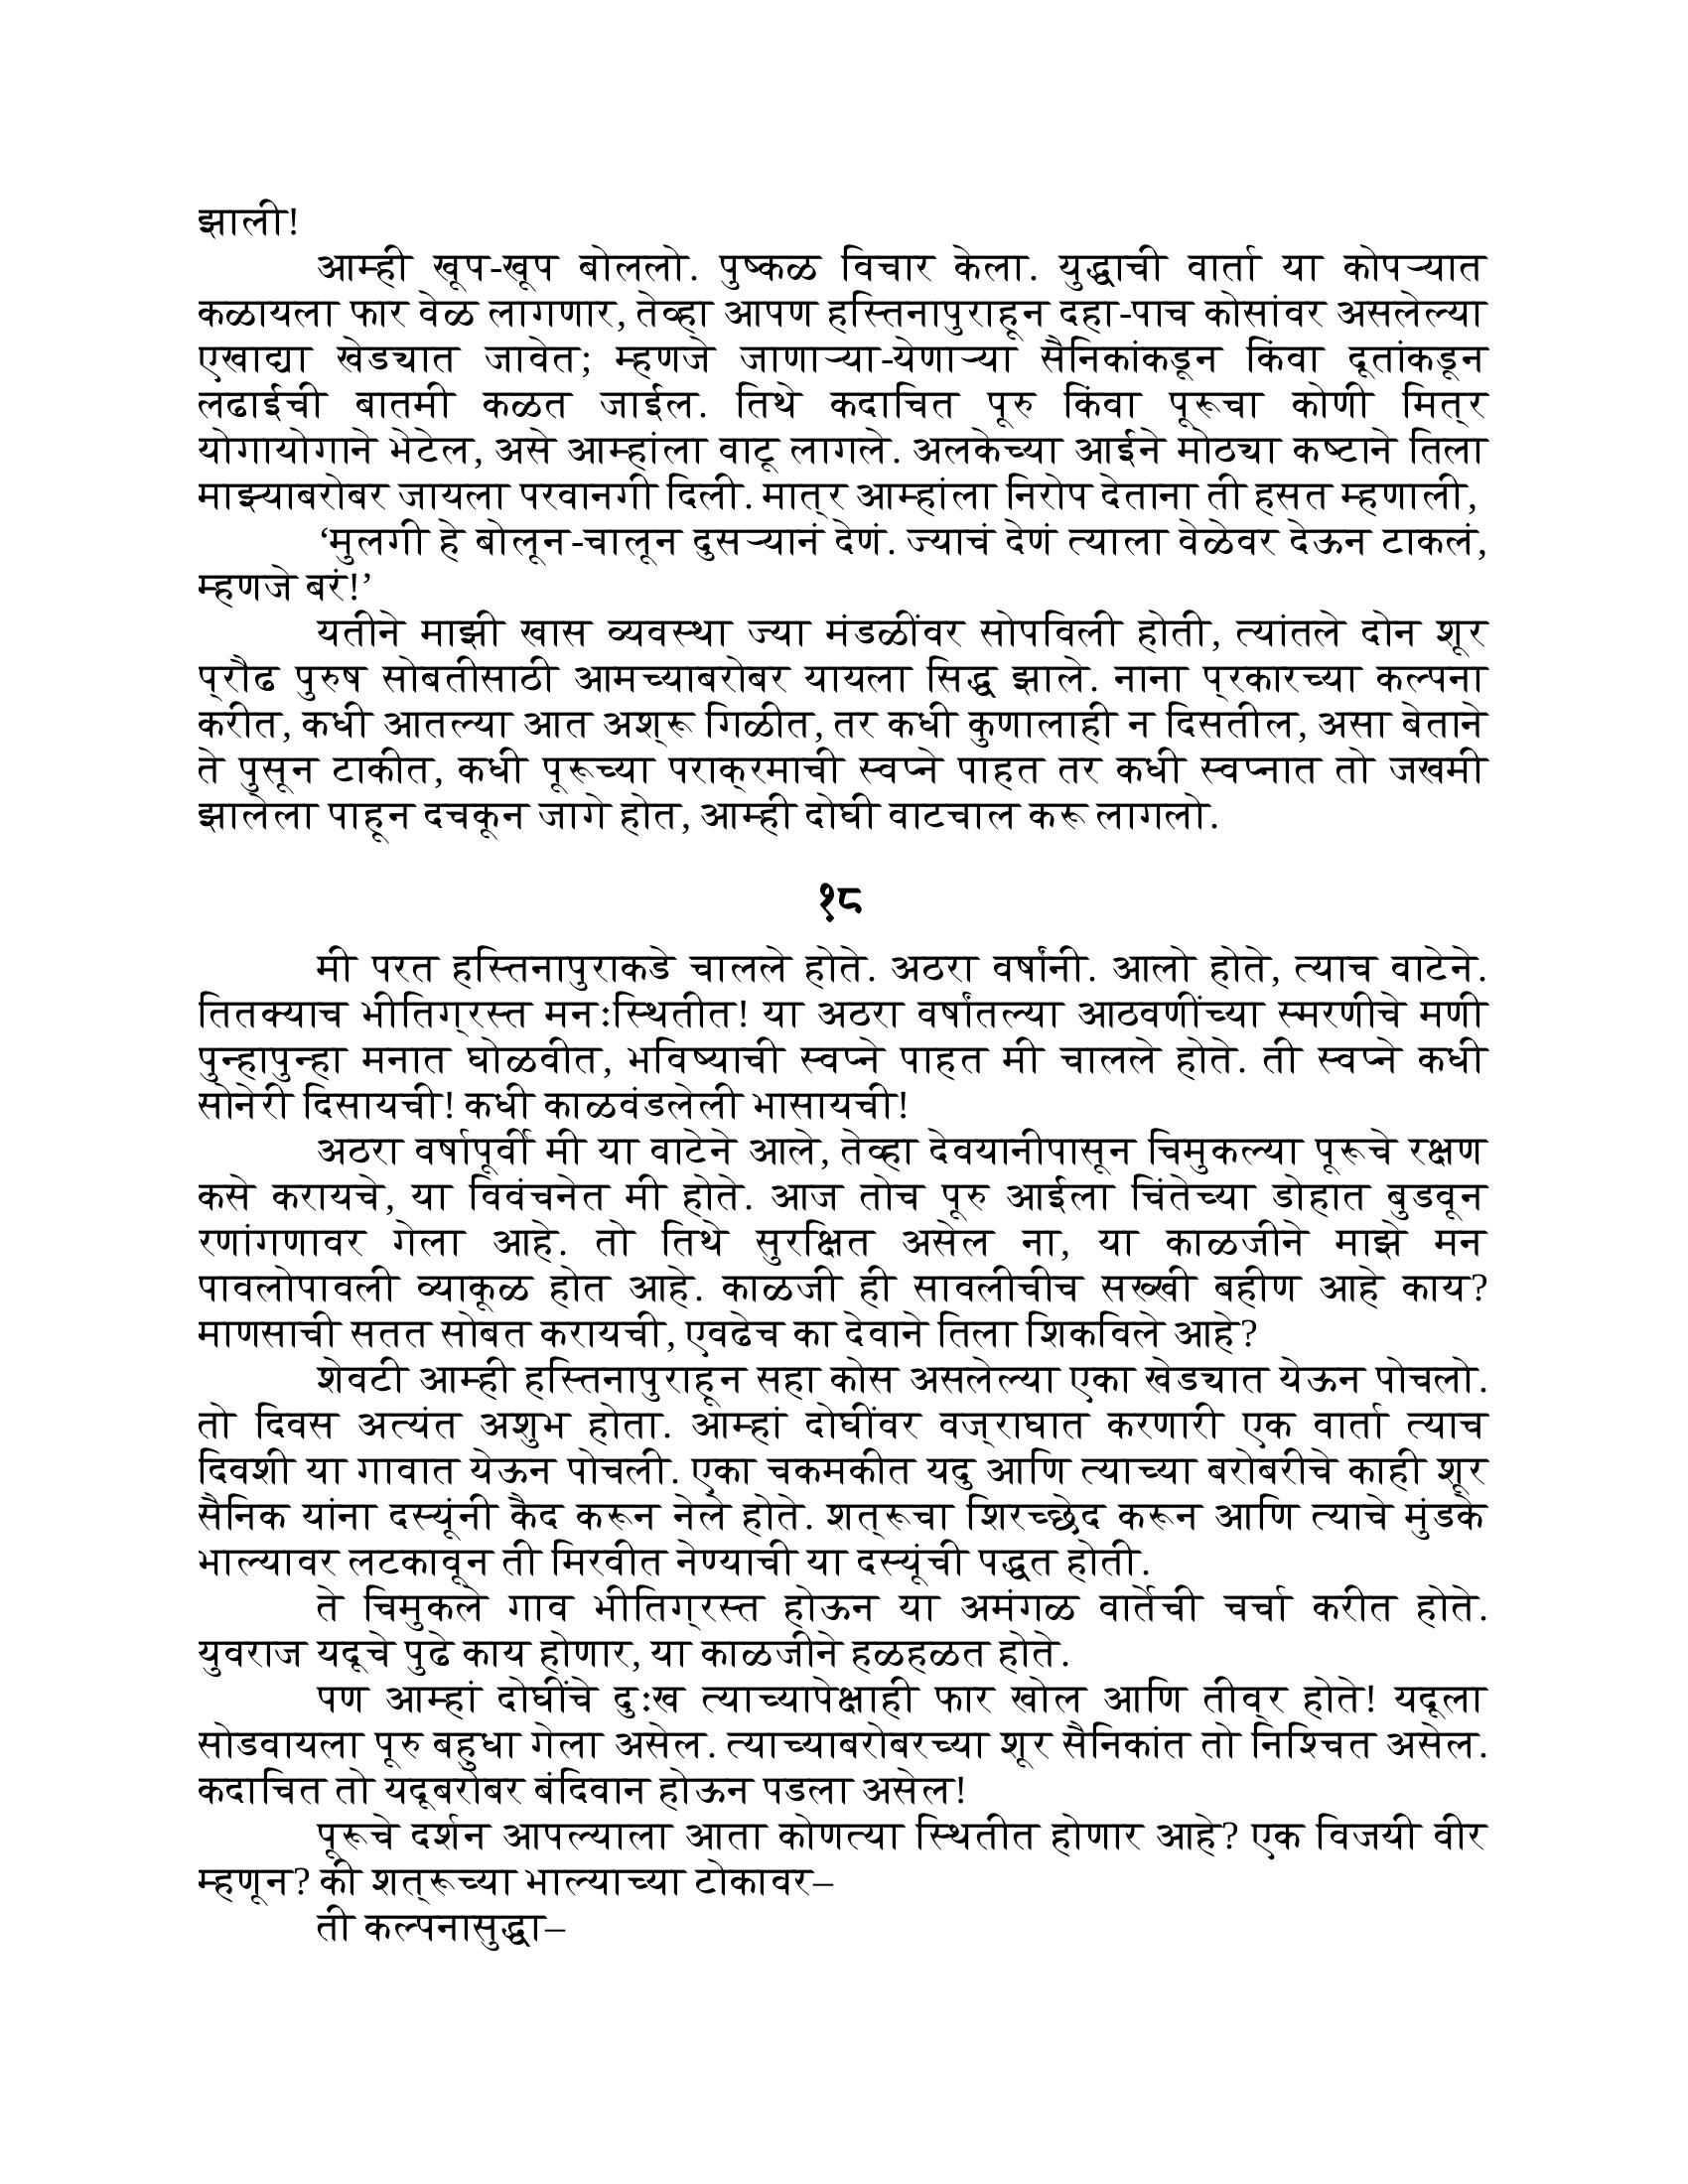 झाली!
आम्ही खूप-खूप बोललो. पुष्कळ विचार केला. युद्धाची वार्ता या कोपऱ्यात
कळायला फार वेळ लागणार, तेव्हा आपण हस्तिनापुराहून दहा-पाच कोसांवर असलेल्या
एखाद्या खेड्यात जावेत; म्हणजे जाणाऱ्या-येणाऱ्या सैनिकांकडून किंवा दूतांकडून
लढाईची बातमी कळत जाईल. तिथे कदाचित पूरु किंवा पूरूचा कोणी मित्र
योगायोगाने भेटेल, असे आम्हांला वाटू लागले. अलकेच्या आईने मोठ्या कष्टाने तिला
माझ्याबरोबर जायला परवानगी दिली. मात्र आम्हांला निरोप देताना ती हसत म्हणाली,
‘मुलगी हे बोलून-चालून दुसऱ्यानं देणं. ज्याचं देणं त्याला वेळेवर देऊन टाकलं,
म्हणजे बरं!’
यतीने माझी खास व्यवस्था ज्या मंडळींवर सोपविली होती, त्यांतले दोन शूर
प्रौढ पुरुष सोबतीसाठी आमच्याबरोबर यायला सिद्ध झाले. नाना प्रकारच्या कल्पना
करीत, कधी आतल्या आत अश्रू गिळीत, तर कधी कुणालाही न दिसतील, असा बेताने
ते पुसून टाकीत, कधी पूरूच्या पराक्रमाची स्वप्ने पाहत तर कधी स्वप्नात तो जखमी
झालेला पाहून दचकून जागे होत, आम्ही दोघी वाटचाल करू लागलो.
१८
मी परत हस्तिनापुराकडे चालले होते. अठरा वर्षांनी. आलो होते, त्याच वाटेने.
तितक्याच भीतिग्रस्त मनःस्थितीत! या अठरा वर्षांतल्या आठवणींच्या स्मरणीचे मणी
पुन्हापुन्हा मनात घोळवीत, भविष्याची स्वप्ने पाहत मी चालले होते. ती स्वप्ने कधी
सोनेरी दिसायची! कधी काळवंडलेली भासायची!
अठरा वर्षापूर्वी मी या वाटेने आले, तेव्हा देवयानीपासून चिमुकल्या पूरूचे रक्षण
कसे करायचे, या विवंचनेत मी होते. आज तोच पूरु आईला चिंतेच्या डोहात बुडवून
रणांगणावर गेला आहे. तो तिथे सुरक्षित असेल ना, या काळजीने माझे मन
पावलोपावली व्याकूळ होत आहे. काळजी ही सावलीचीच सख्खी बहीण आहे काय?
माणसाची सतत सोबत करायची, एवढेच का देवाने तिला शिकविले आहे?
शेवटी आम्ही हस्तिनापुराहून सहा कोस असलेल्या एका खेड्यात येऊन पोचलो.
तो दिवस अत्यंत अशुभ होता. आम्हां दोघींवर वज्राघात करणारी एक वार्ता त्याच
दिवशी या गावात येऊन पोचली. एका चकमकीत यदु आणि त्याच्या बरोबरीचे काही शूर
सैनिक यांना दस्यूंनी कैद करून नेले होते. शत्रूचा शिरच्छेद करून आणि त्याचे मुंडके
भाल्यावर लटकावून ती मिरवीत नेण्याची या दस्यूंची पद्धत होती.
ते चिमुकले गाव भीतिग्रस्त होऊन या अमंगळ वार्तेची चर्चा करीत होते.
युवराज यदूचे पुढे काय होणार, या काळजीने हळहळत होते.
पण आम्हां दोघींचे दुःख त्याच्यापेक्षाही फार खोल आणि तीव्र होते! यदूला
सोडवायला पूरु बहुधा गेला असेल. त्याच्याबरोबरच्या शूर सैनिकांत तो निश्चित असेल.
कदाचित तो यदूबरोबर बंदिवान होऊन पडला असेल!
पूरूचे दर्शन आपल्याला आता कोणत्या स्थितीत होणार आहे? एक विजयी वीर
म्हणून? की शत्रूच्या भाल्याच्या टोकावर–
ती कल्पनासुद्धा–